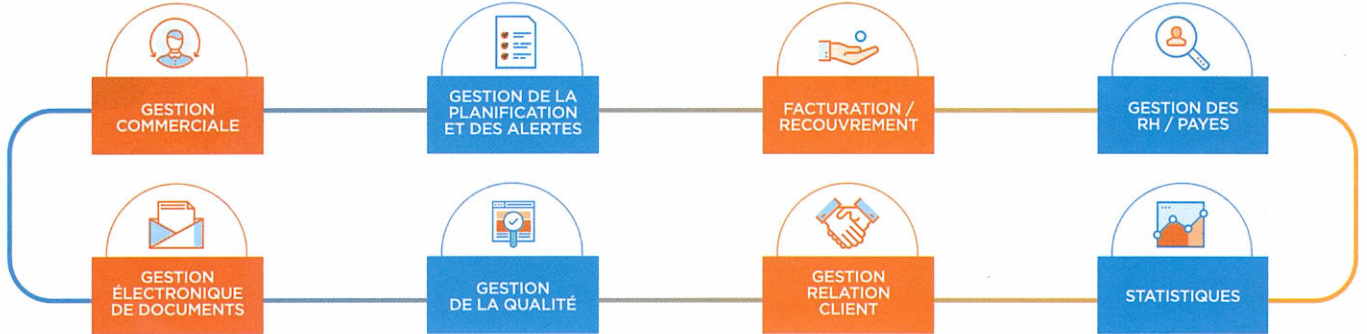 GESTION
COMMERCIALE
GESTION DE LA
PLANIFICATION
ET DES ALERTES
FACTURATION /
RECOUVREMENT
GESTION DES
RH / PAYES
GESTION
ÉLECTRONIQUE
DE DOCUMENTS
GESTION
DE LA QUALITÉ
GESTION
RELATION
CLIENT
STATISTIQUES